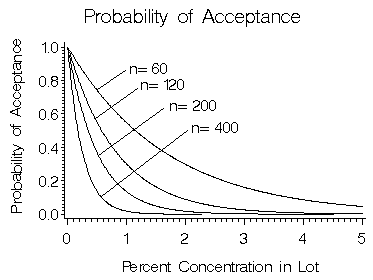 Probability of Acceptance
Probability of Acceptance
1.0
0.8
0.6
0.4
0.2
0.0
n= 60
n= 120
n= 200
n= 400
0 1 2 3 4 5
Percent Concentration in Lot